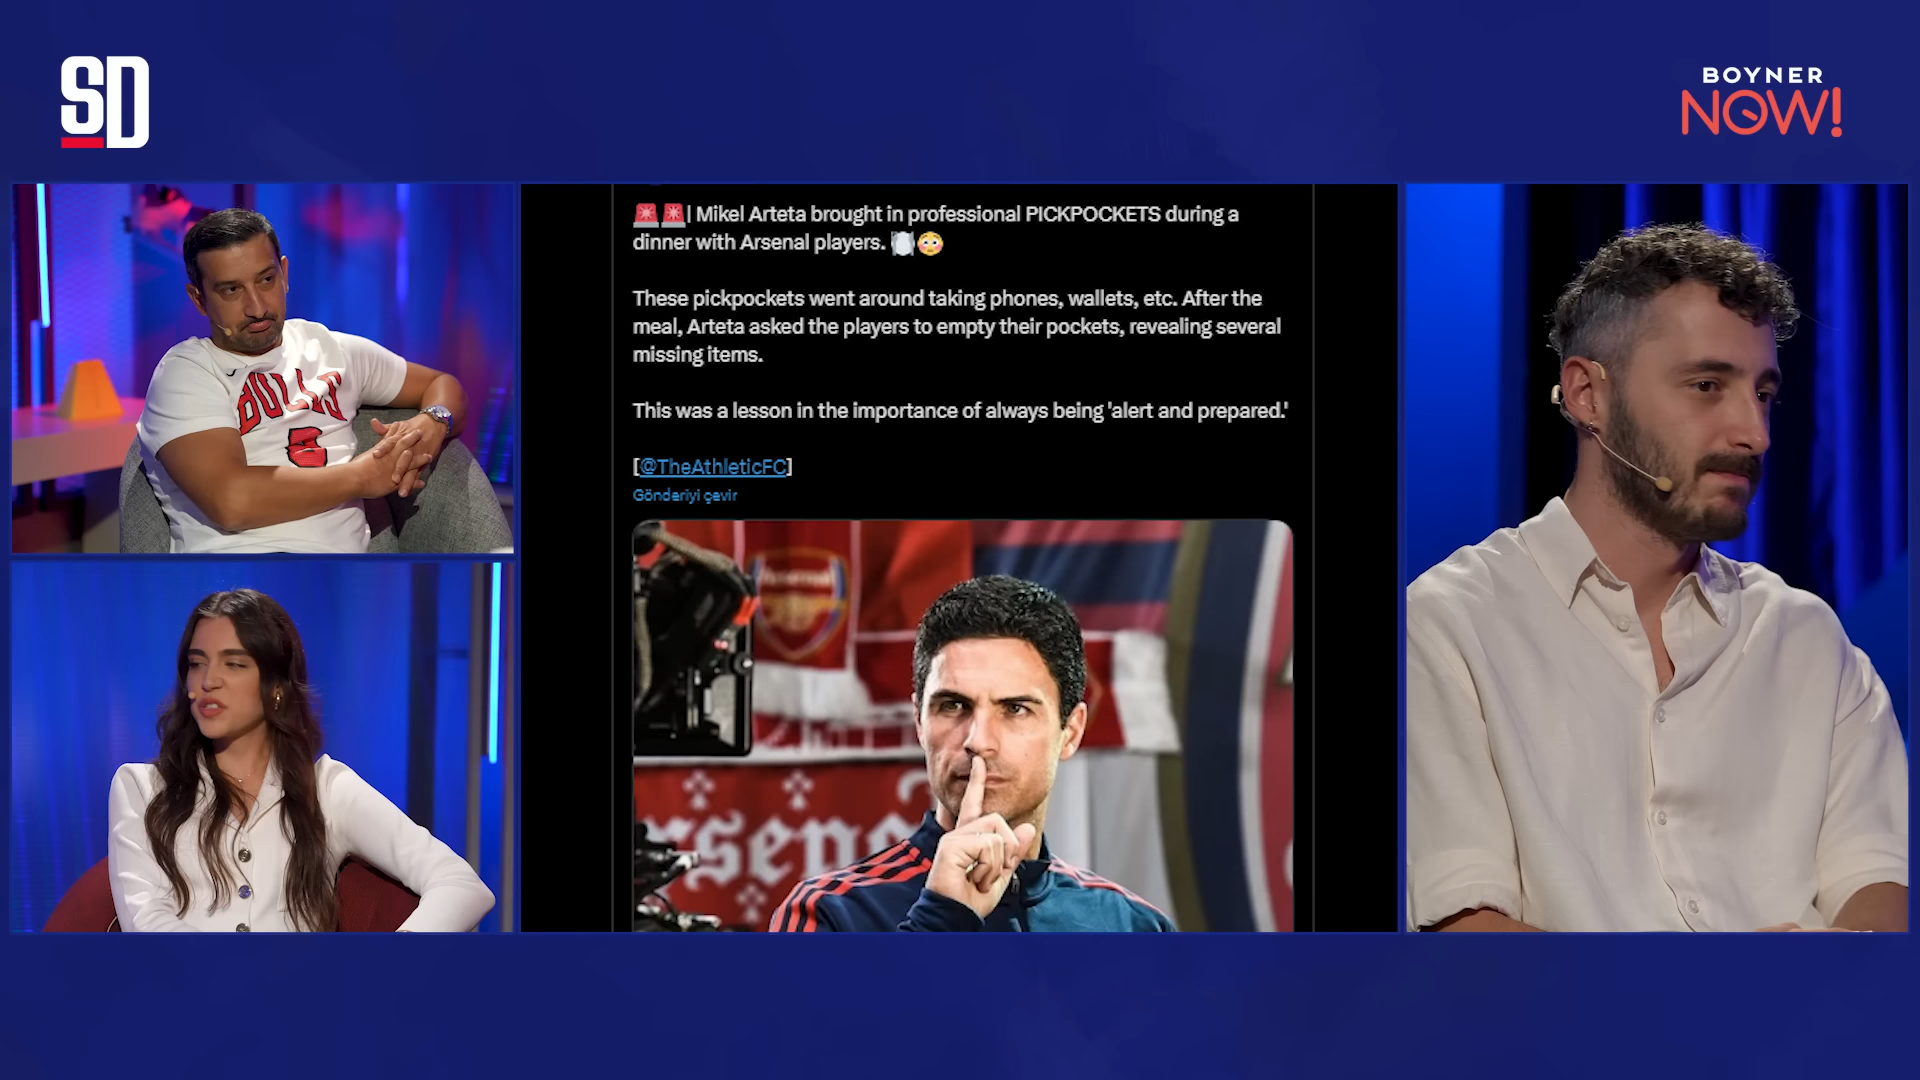 SD
BOYNER
NOW!
BULLS
🚨🚨| Mikel Arteta brought in professional PICKPOCKETS during a
dinner with Arsenal players. 🍽️😳
These pickpockets went around taking phones, wallets, etc. After the
meal, Arteta asked the players to empty their pockets, revealing several
missing items.
This was a lesson in the importance of always being 'alert and prepared.'
[@TheAthleticFC]
Gönderiyi çevir
Arsenal